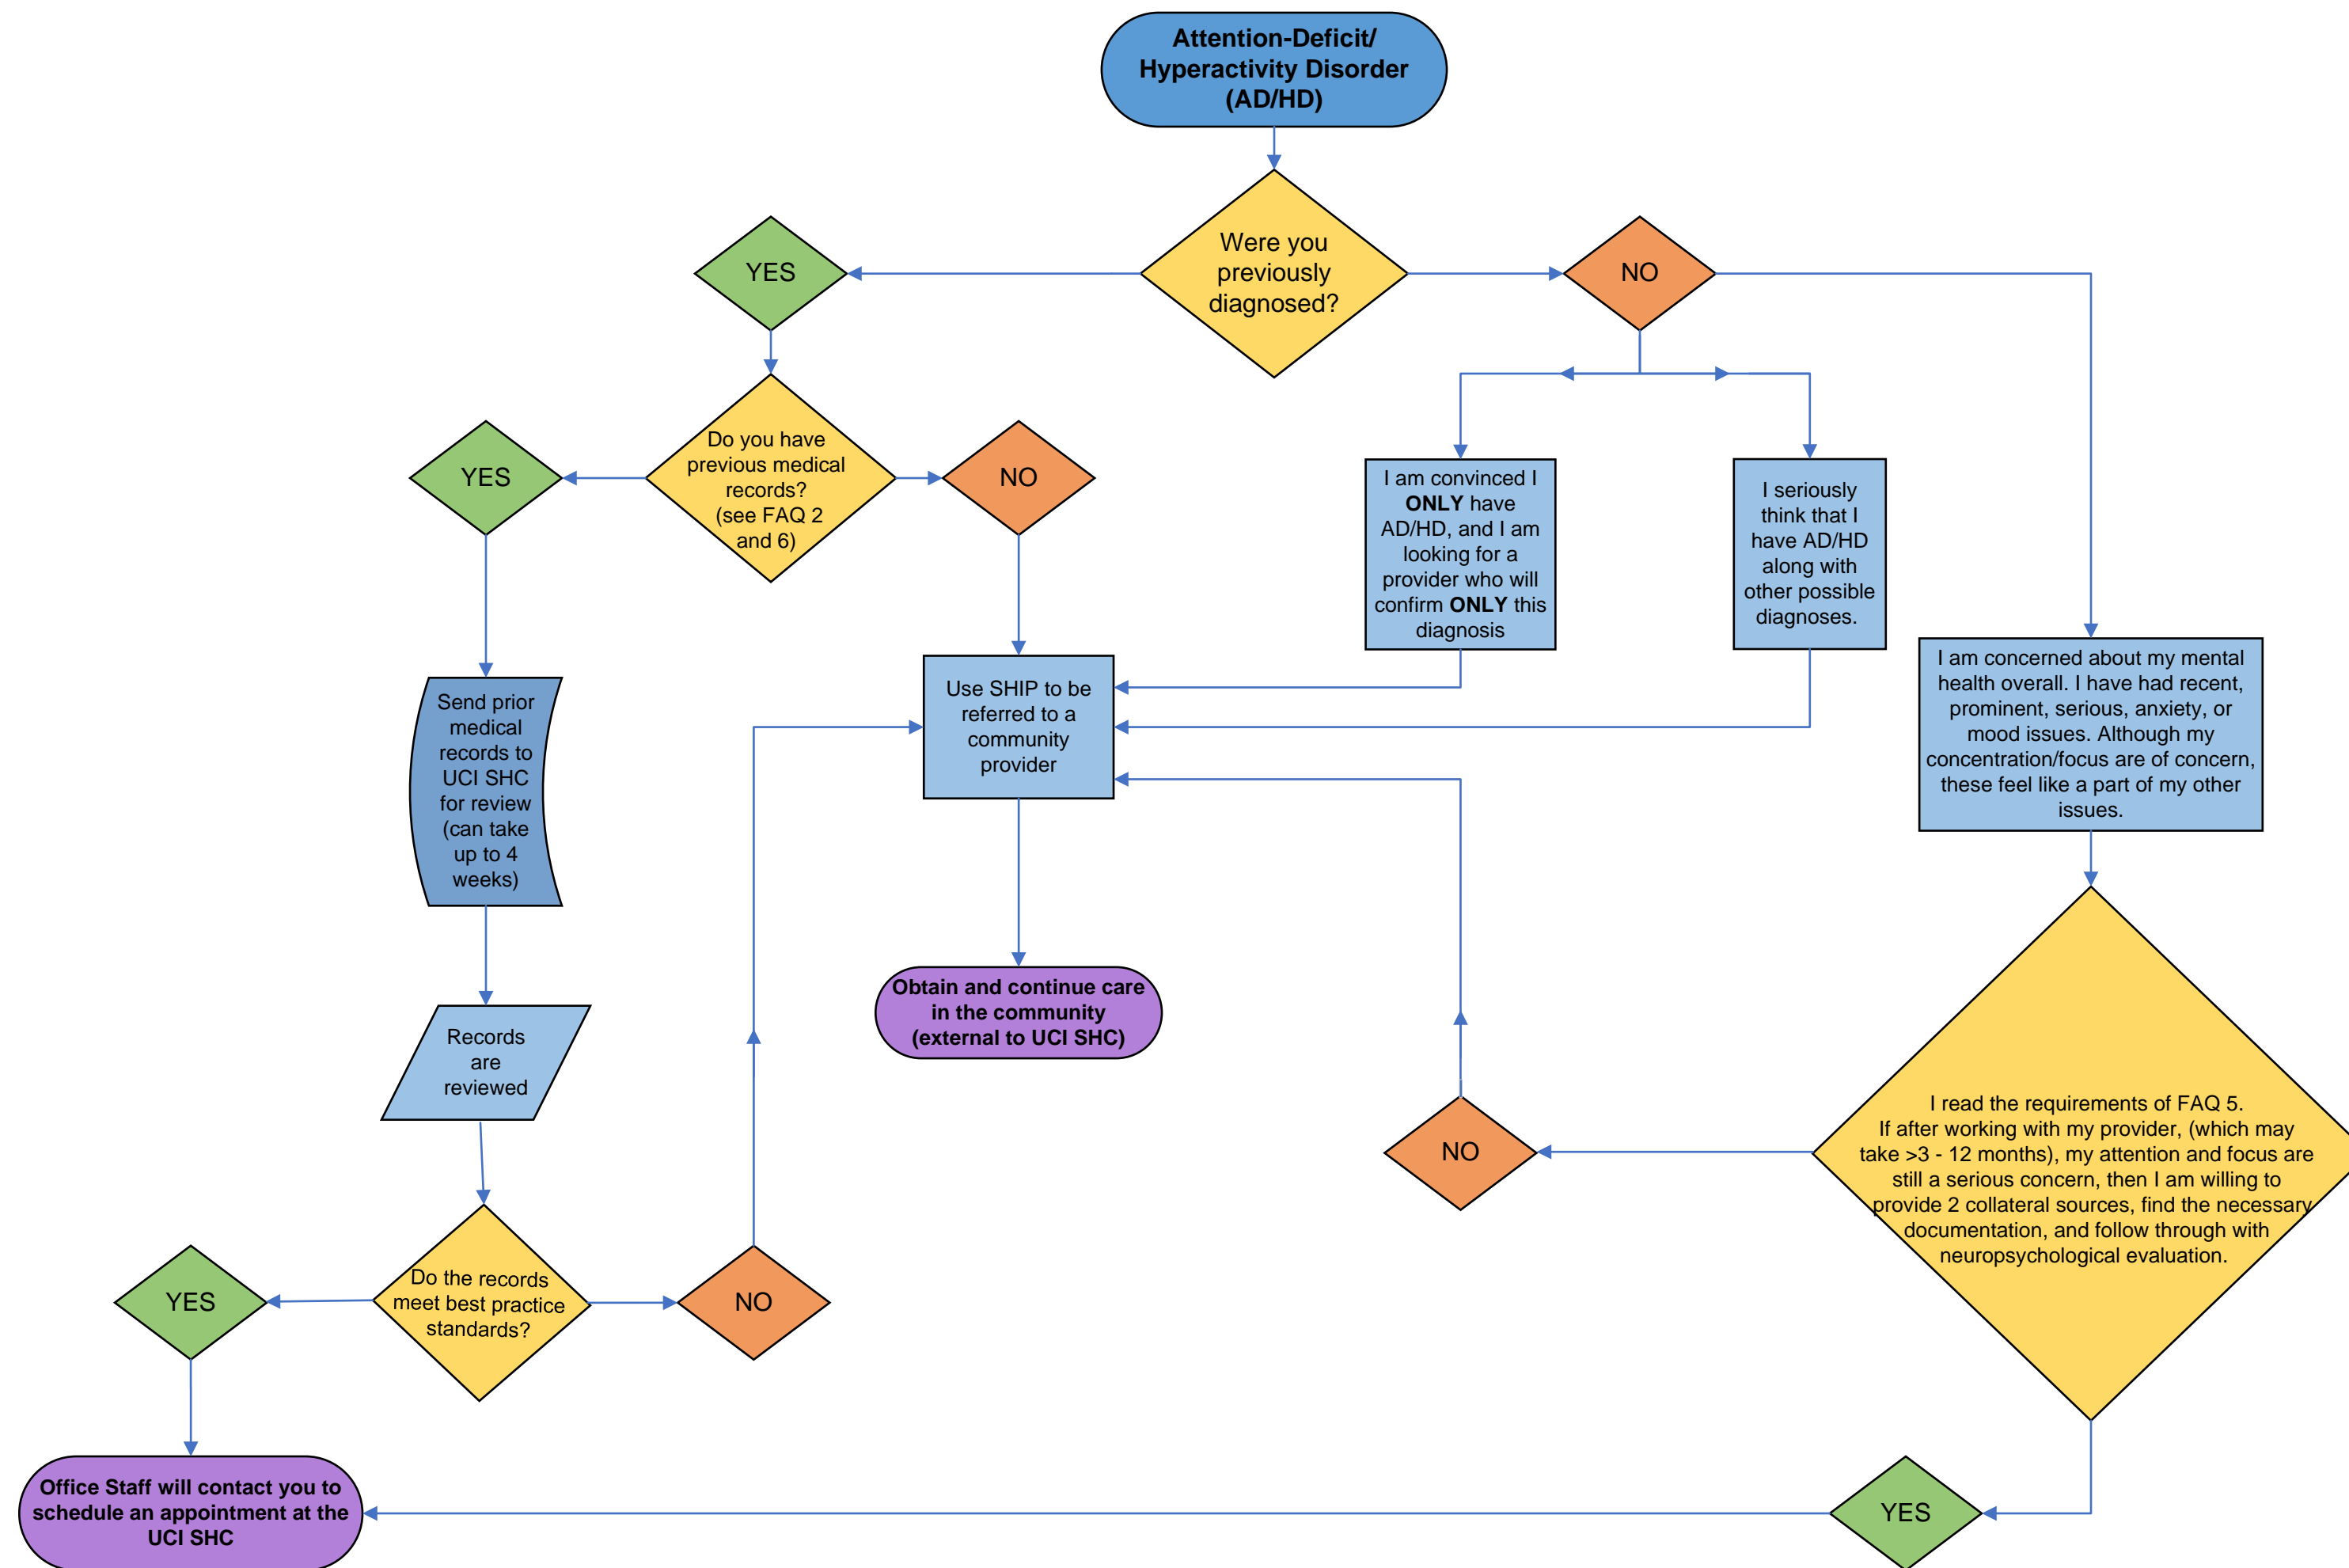 Attention-Deficit/
Hyperactivity Disorder
(AD/HD)
Were you
previously
diagnosed?
YES
NO
Do you have
previous medical
records?
(see FAQ 2
and 6)
YES
NO
I am convinced I
ONLY have
AD/HD, and I am
looking for a
provider who will
confirm ONLY this
diagnosis
I seriously
think that I
have AD/HD
along with
other possible
diagnoses.
I am concerned about my mental
health overall. I have had recent,
prominent, serious, anxiety, or
mood issues. Although my
concentration/focus are of concern,
these feel like a part of my other
issues.
Send prior
medical
records to
UCI SHC
for review
(can take
up to 4
weeks)
Use SHIP to be
referred to a
community
provider
Obtain and continue care
in the community
(external to UCI SHC)
Records
are
reviewed
I read the requirements of FAQ 5.
If after working with my provider, (which may
take >3 - 12 months), my attention and focus are
still a serious concern, then I am willing to
provide 2 collateral sources, find the necessary
documentation, and follow through with
neuropsychological evaluation.
NO
Do the records
meet best practice
standards?
YES
NO
Office Staff will contact you to
schedule an appointment at the
UCI SHC
YES